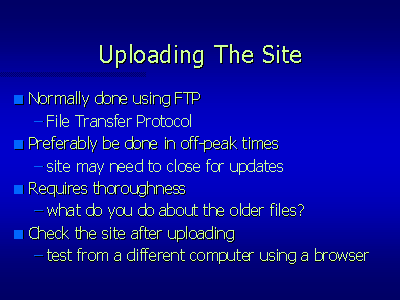 Uploading The Site
Normally done using FTP
– File Transfer Protocol
Preferably be done in off-peak times
– site may need to close for updates
Requires thoroughness
– what do you do about the older files?
Check the site after uploading
– test from a different computer using a browser